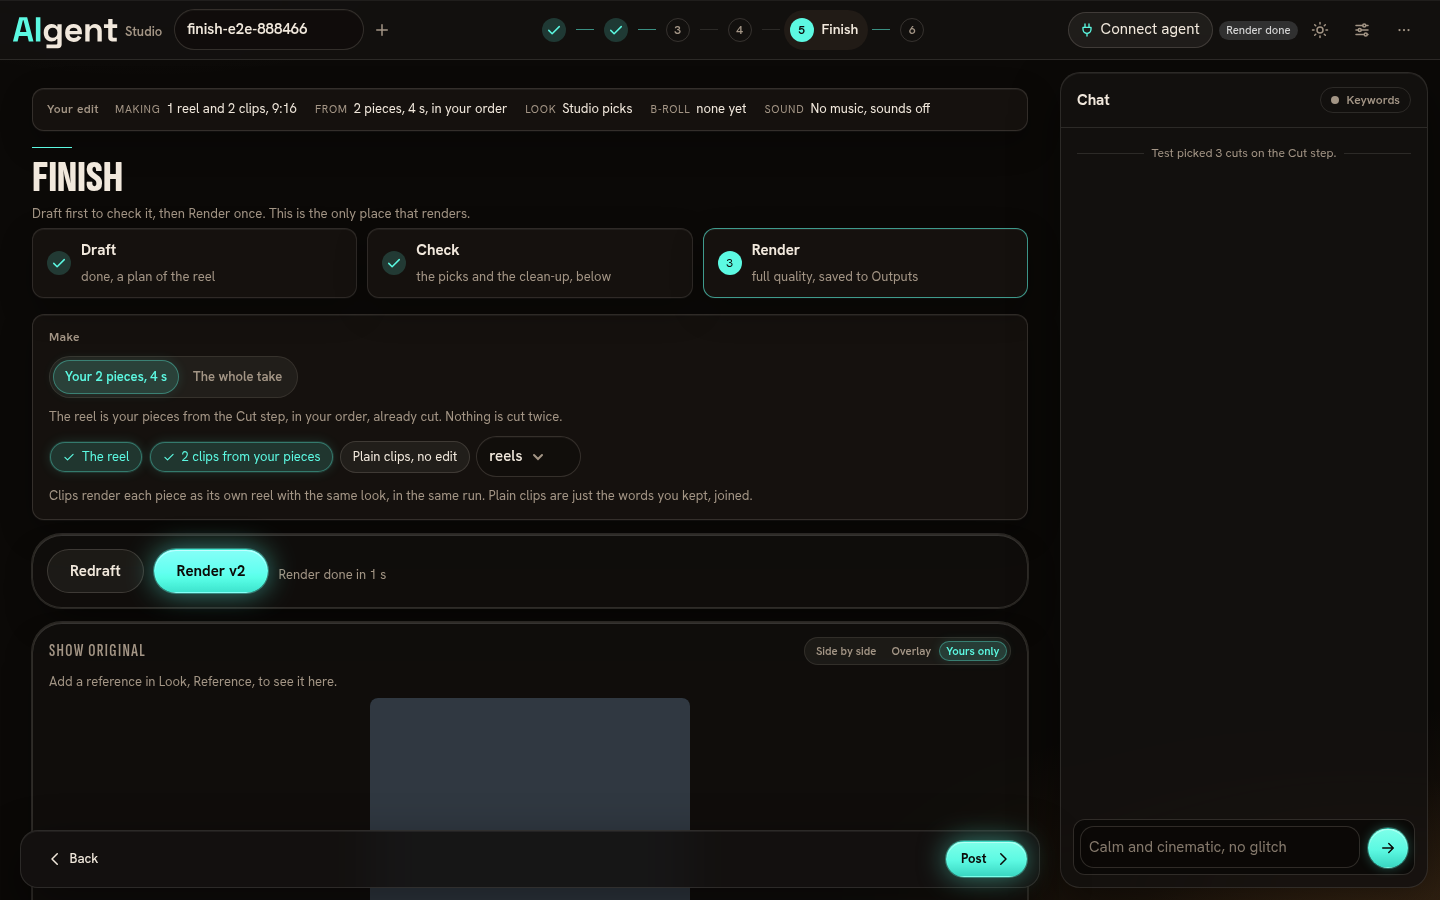 AIgent Studio
finish-e2e-888466
3
4
5 Finish
6
Connect agent
Render done
Your edit MAKING 1 reel and 2 clips, 9:16 FROM 2 pieces, 4 s, in your order LOOK Studio picks B-ROLL none yet SOUND No music, sounds off
FINISH
Draft first to check it, then Render once. This is the only place that renders.
Draft
done, a plan of the reel
Check
the picks and the clean-up, below
3
Render
full quality, saved to Outputs
Make
Your 2 pieces, 4 s The whole take
The reel is your pieces from the Cut step, in your order, already cut. Nothing is cut twice.
The reel 2 clips from your pieces Plain clips, no edit reels
Clips render each piece as its own reel with the same look, in the same run. Plain clips are just the words you kept, joined.
Redraft Render v2 Render done in 1 s
SHOW ORIGINAL Side by side Overlay Yours only
Add a reference in Look, Reference, to see it here.
Back Post
Chat Keywords
Test picked 3 cuts on the Cut step.
Calm and cinematic, no glitch